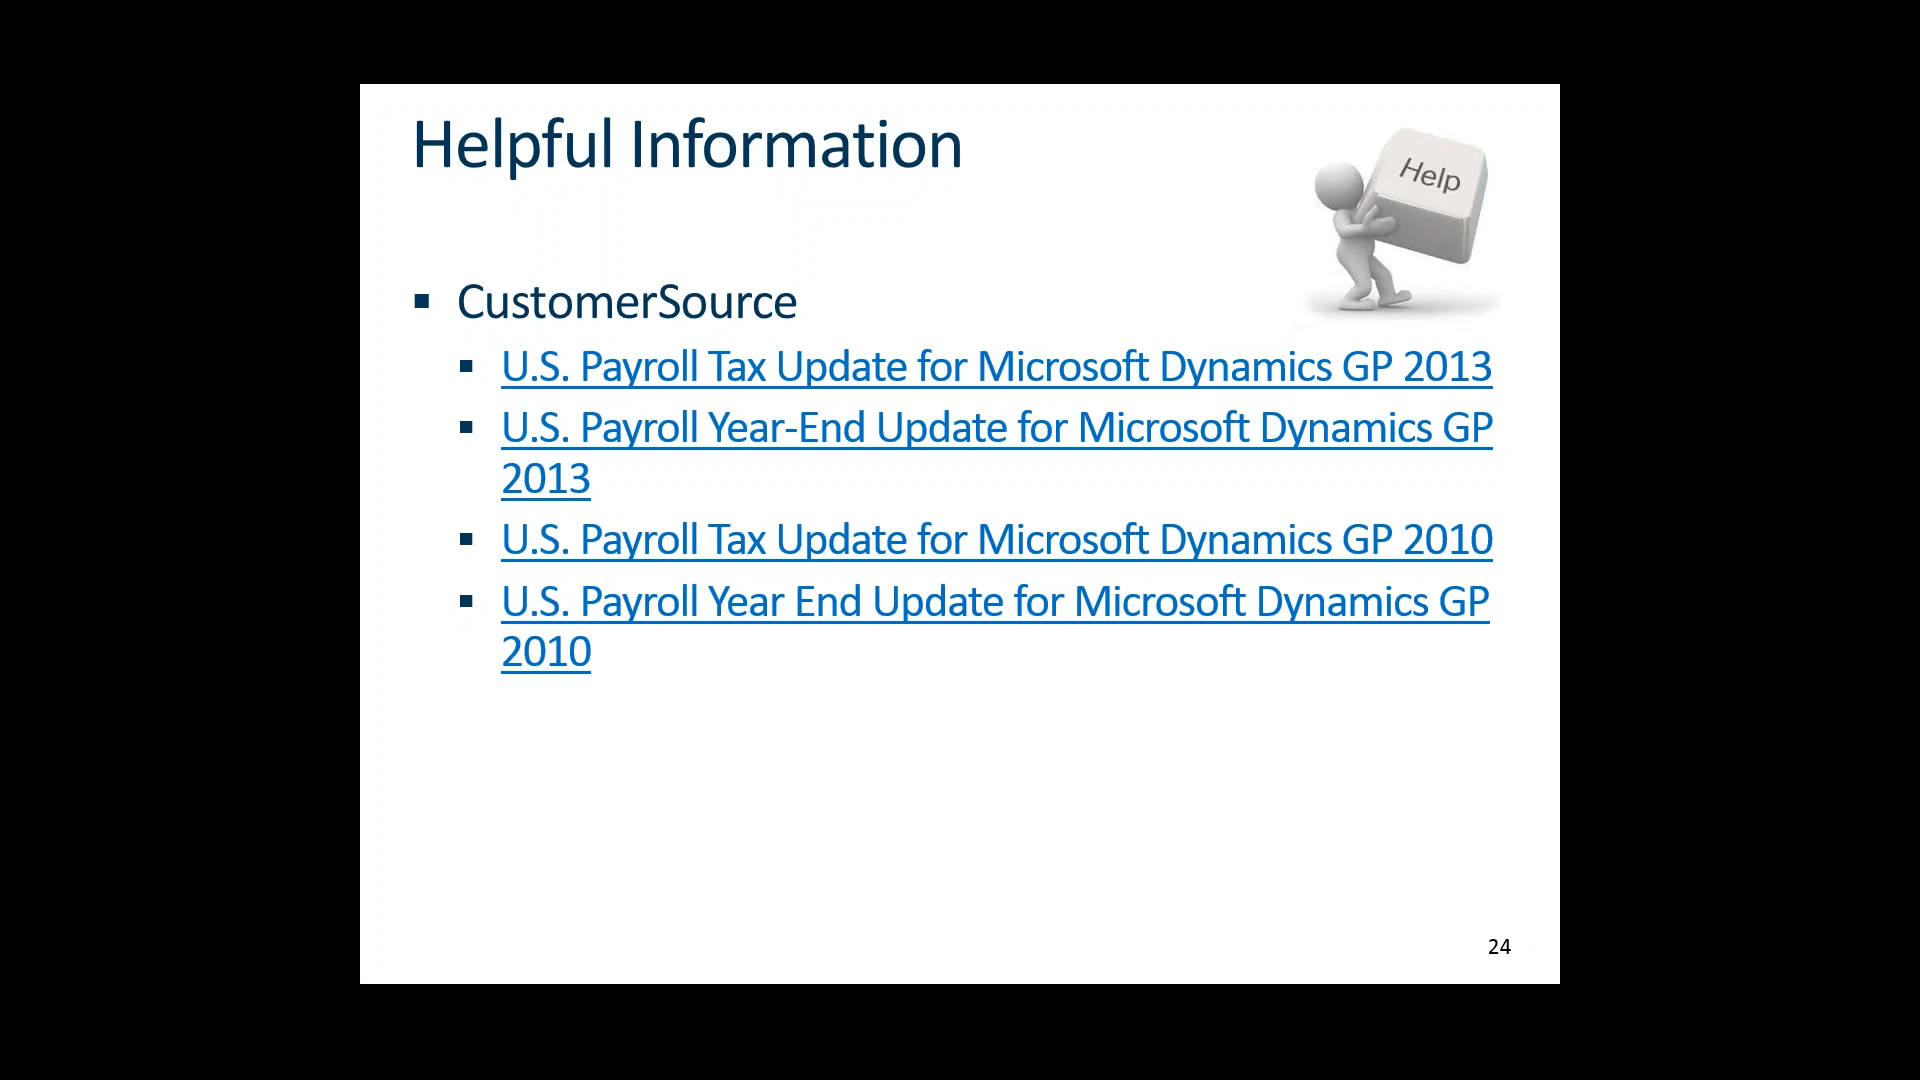 Helpful Information
Help
▪ CustomerSource
▪ U.S. Payroll Tax Update for Microsoft Dynamics GP 2013
▪ U.S. Payroll Year-End Update for Microsoft Dynamics GP
2013
▪ U.S. Payroll Tax Update for Microsoft Dynamics GP 2010
▪ U.S. Payroll Year End Update for Microsoft Dynamics GP
2010
24